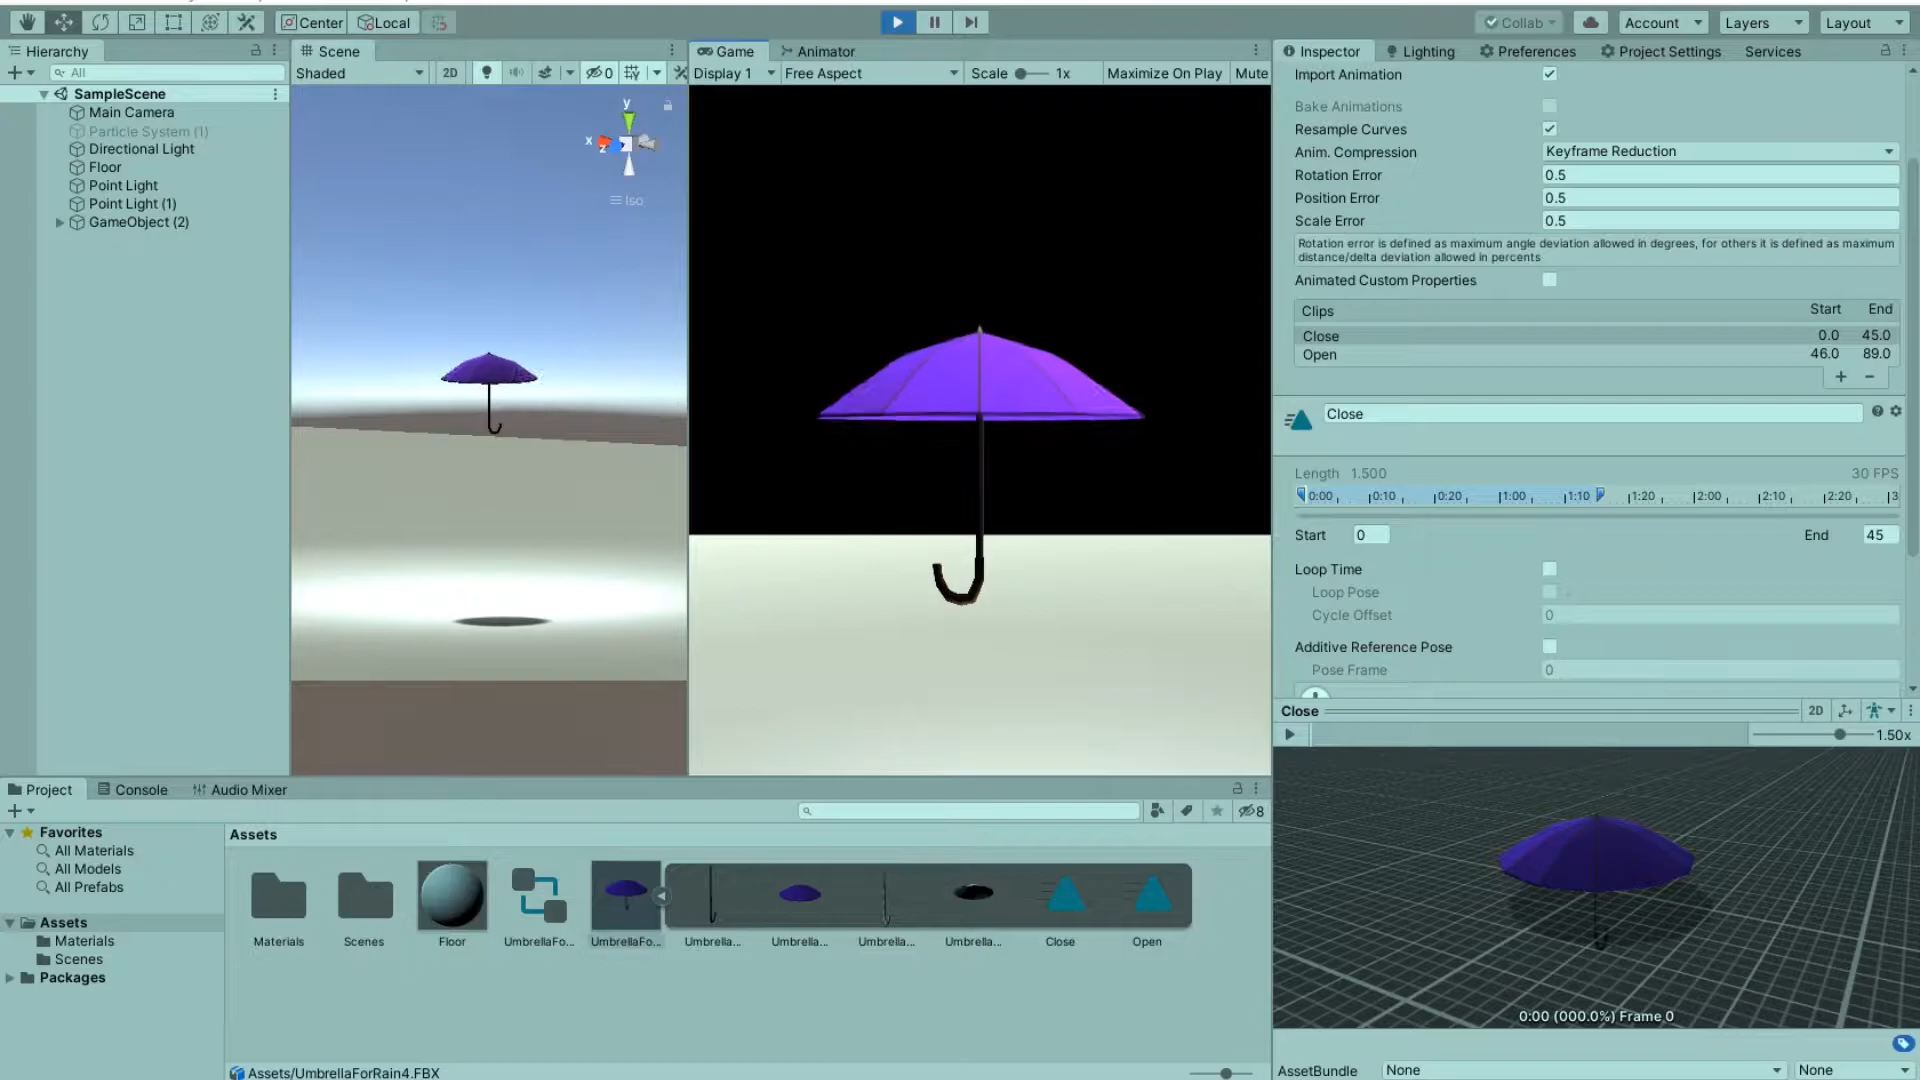 Center
Local
Collab
Account
Layers
Layout
Hierarchy
Scene
Game
Animator
Inspector
Lighting
Preferences
Project Settings
Services
All
Shaded
2D
0
Display 1
Free Aspect
Scale
1x
Maximize On Play
Mute
SampleScene
Main Camera
Particle System (1)
Directional Light
Floor
Point Light
Point Light (1)
GameObject (2)
y
x
z
Iso
Import Animation
Bake Animations
Resample Curves
Anim. Compression
Keyframe Reduction
Rotation Error
0.5
Position Error
0.5
Scale Error
0.5
Rotation error is defined as maximum angle deviation allowed in degrees, for others it is defined as maximum
distance/delta deviation allowed in percents
Animated Custom Properties
Clips Start End
Close 0.0 45.0
Open 46.0 89.0
+ −
Close
Length 1.500 30 FPS
0:00 0:10 0:20 1:00 1:10 1:20 2:00 2:10 2:20 3
Start 0 End 45
Loop Time
Loop Pose
Cycle Offset 0
Additive Reference Pose
Pose Frame 0
Close
2D
1.50x
0:00 (000.0%) Frame 0
AssetBundle None None
Project
Console
Audio Mixer
8
Favorites
All Materials
All Models
All Prefabs
Assets
Materials
Scenes
Packages
Assets
Materials
Scenes
Floor
UmbrellaFo...
UmbrellaFo...
Umbrella...
Umbrella...
Umbrella...
Umbrella...
Close
Open
Assets/UmbrellaForRain4.FBX